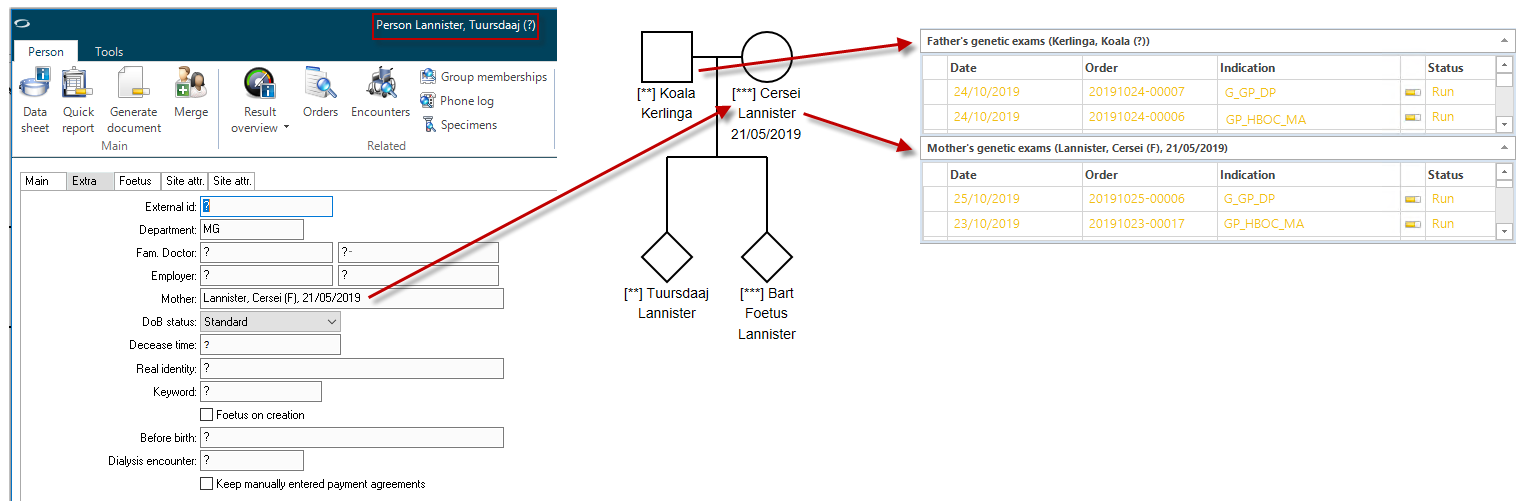 Person Lannister, Tuursdaaj (?)
Person Tools
Data sheet
Quick report
Generate document
Merge
Main
Result overview
Orders
Encounters
Group memberships
Phone log
Specimens
Related
Main Extra Foetus Site attr. Site attr.
External id: ?
Department: MG
Fam. Doctor: ? ?-
Employer: ? ?
Mother: Lannister, Cersei (F), 21/05/2019
DoB status: Standard
Decease time: ?
Real identity: ?
Keyword: ?
Foetus on creation
Before birth: ?
Dialysis encounter: ?
Keep manually entered payment agreements
[**] Koala
Kerlinga
[***] Cersei
Lannister
21/05/2019
[**] Tuursdaaj
Lannister
[***] Bart
Foetus
Lannister
Father's genetic exams (Kerlinga, Koala (?))
Date Order Indication Status
24/10/2019 20191024-00007 G_GP_DP Run
24/10/2019 20191024-00006 GP_HBOC_MA Run
Mother's genetic exams (Lannister, Cersei (F), 21/05/2019)
Date Order Indication Status
25/10/2019 20191025-00006 G_GP_DP Run
23/10/2019 20191023-00017 GP_HBOC_MA Run